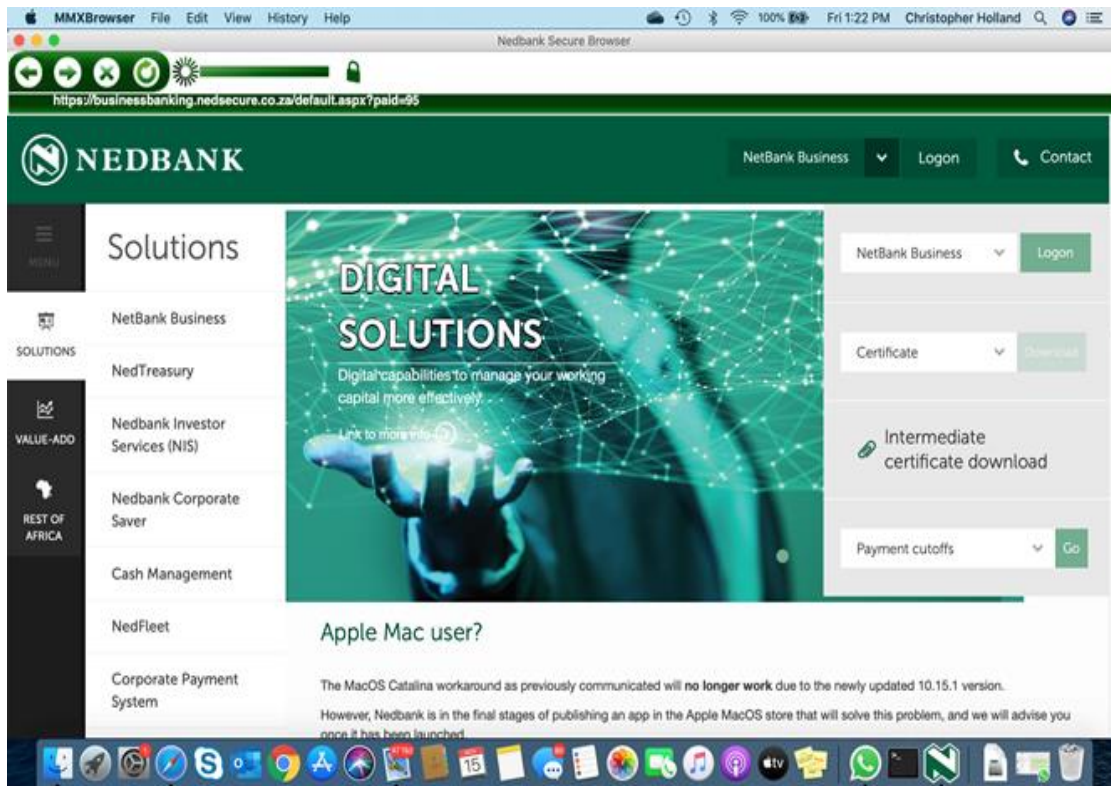 MMXBrowser File Edit View History Help 100% Fri 1:22 PM Christopher Holland
Nedbank Secure Browser
https://businessbanking.nedsecure.co.za/default.aspx?paid=95
NEDBANK
NetBank Business Logon Contact
MENU
SOLUTIONS
VALUE-ADD
REST OF
AFRICA
Solutions
NetBank Business
NedTreasury
Nedbank Investor
Services (NIS)
Nedbank Corporate
Saver
Cash Management
NedFleet
Corporate Payment
System
DIGITAL
SOLUTIONS
Digital capabilities to manage your working
capital more effectively.
Link to more info
NetBank Business Logon
Certificate Download
Intermediate
certificate download
Payment cutoffs Go
Apple Mac user?
The MacOS Catalina workaround as previously communicated will no longer work due to the newly updated 10.15.1 version.
However, Nedbank is in the final stages of publishing an app in the Apple MacOS store that will solve this problem, and we will advise you
once it has been launched.
15
tv